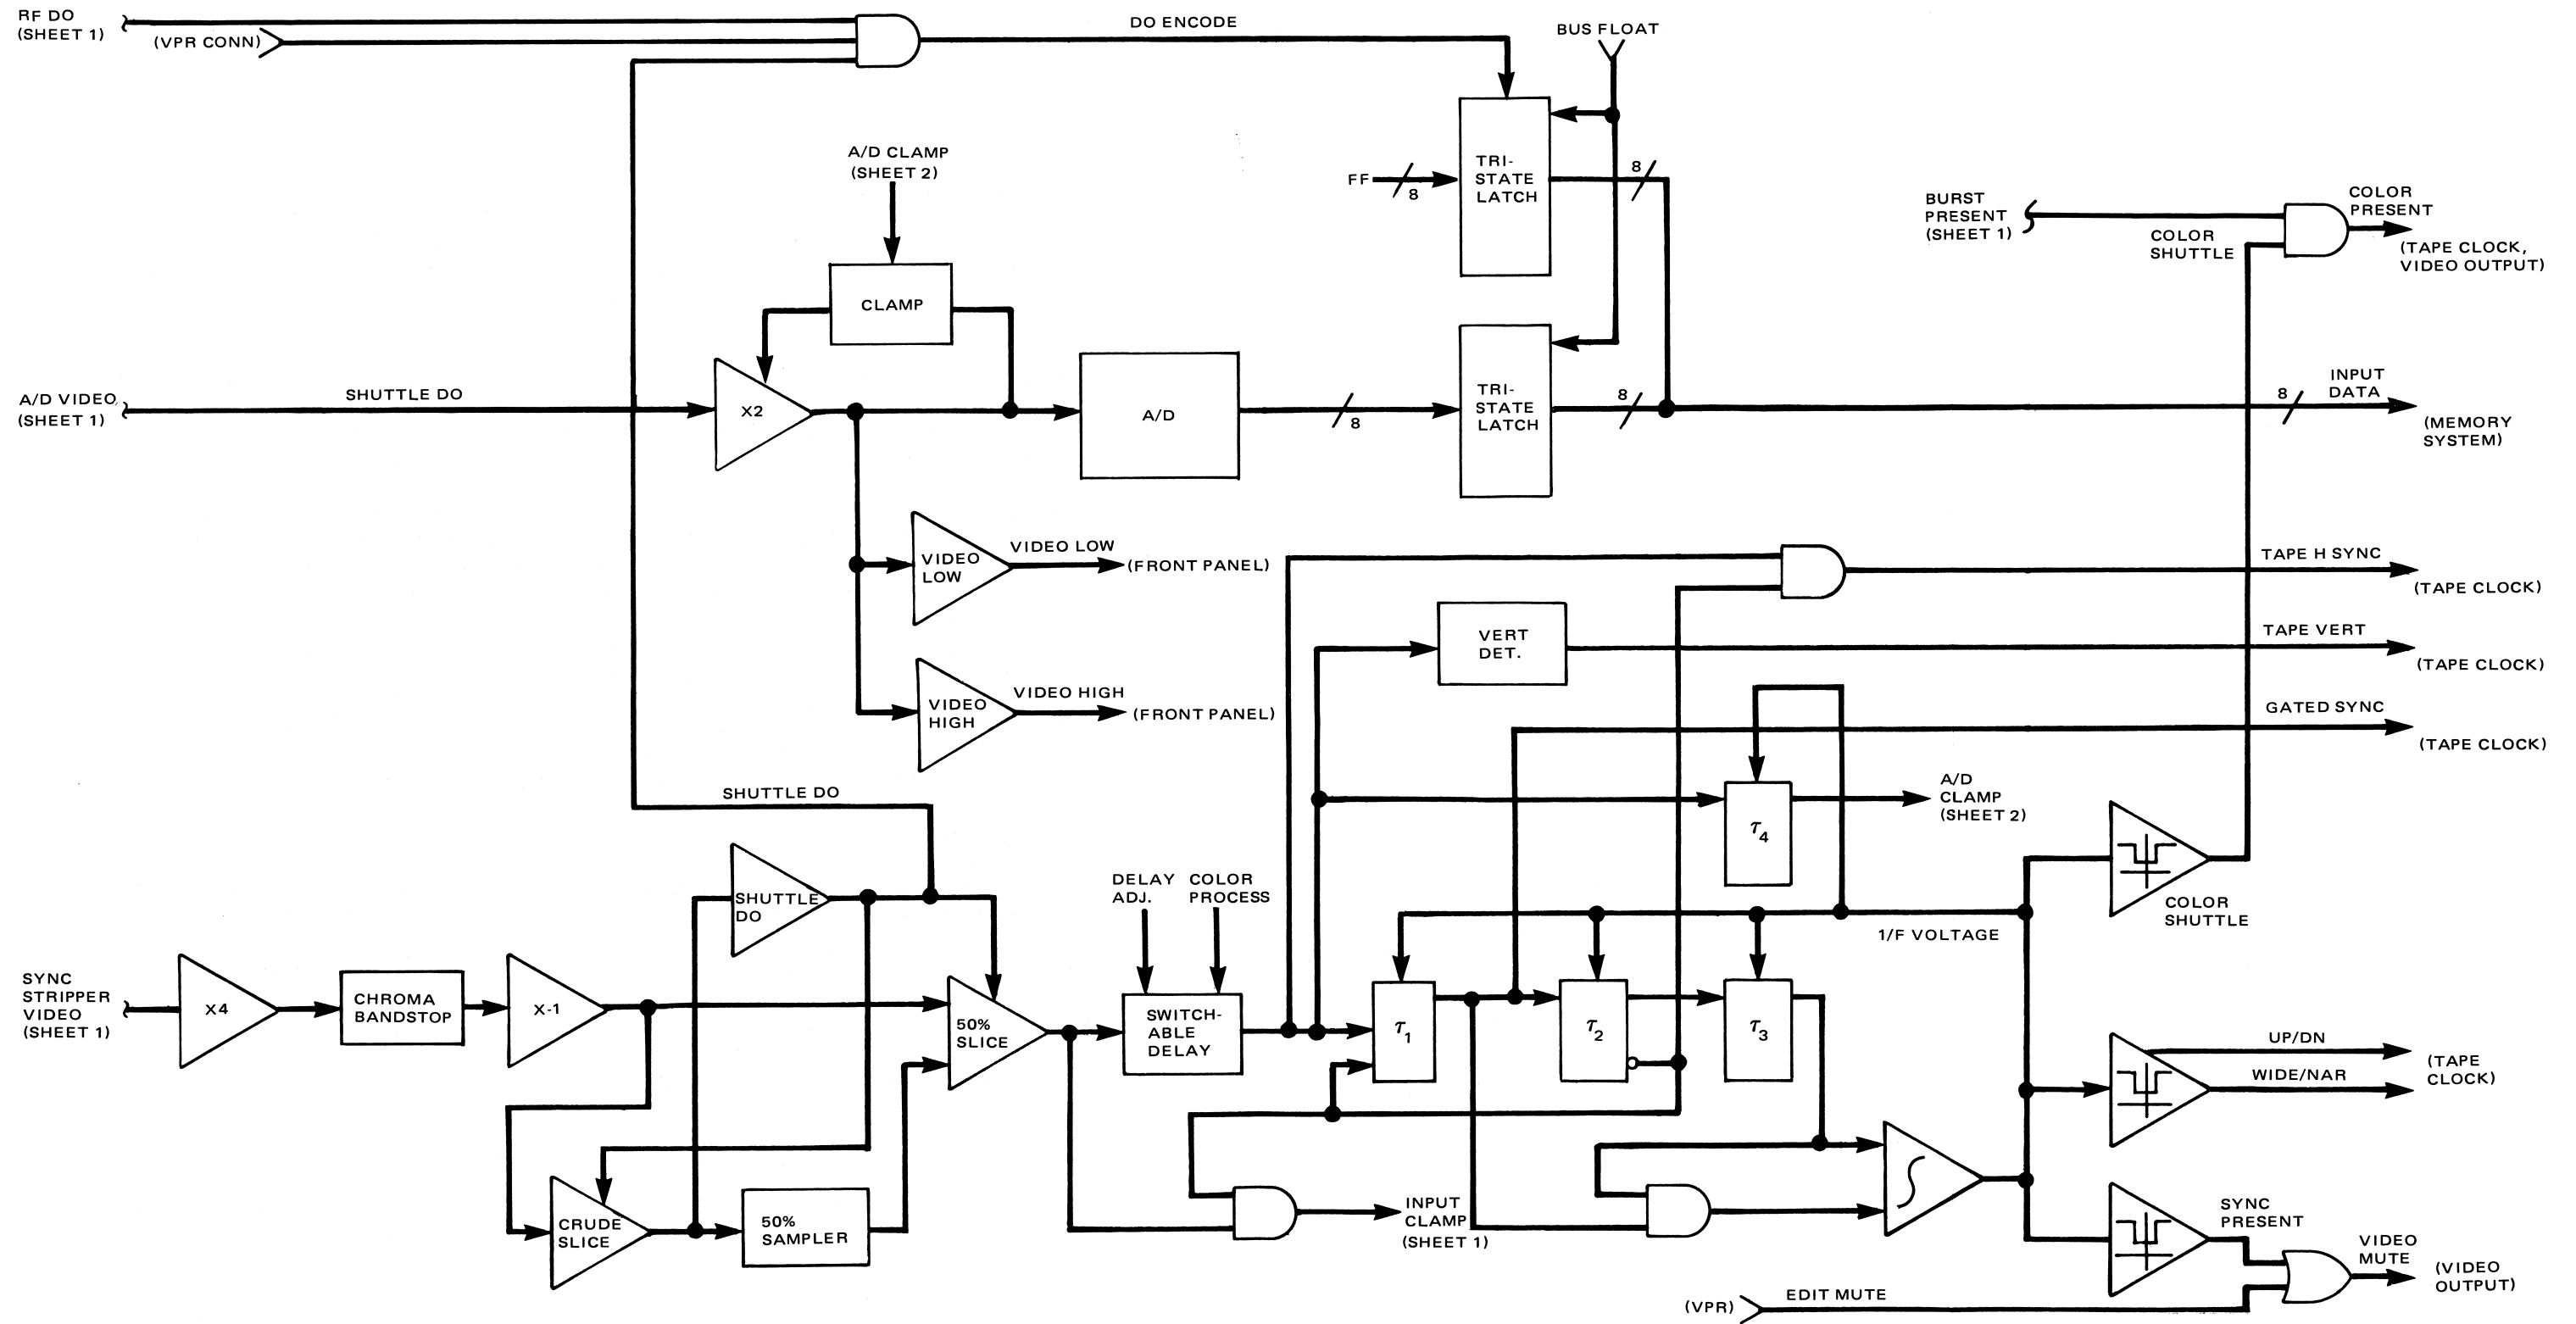 RF DO
(SHEET 1)
(VPR CONN)
DO ENCODE
BUS FLOAT
A/D CLAMP
(SHEET 2)
CLAMP
FF
8
TRI-
STATE
LATCH
8
BURST
PRESENT
(SHEET 1)
COLOR
SHUTTLE
COLOR
PRESENT
(TAPE CLOCK,
VIDEO OUTPUT)
A/D VIDEO
(SHEET 1)
SHUTTLE DO
X2
A/D
8
TRI-
STATE
LATCH
8
8
INPUT
DATA
(MEMORY
SYSTEM)
VIDEO
LOW
VIDEO LOW
(FRONT PANEL)
VIDEO
HIGH
VIDEO HIGH
(FRONT PANEL)
TAPE H SYNC
(TAPE CLOCK)
VERT
DET.
TAPE VERT
(TAPE CLOCK)
GATED SYNC
(TAPE CLOCK)
SHUTTLE DO
τ4
A/D
CLAMP
(SHEET 2)
SHUTTLE
DO
DELAY
ADJ.
COLOR
PROCESS
1/F VOLTAGE
COLOR
SHUTTLE
SYNC
STRIPPER
VIDEO
(SHEET 1)
X4
CHROMA
BANDSTOP
X-1
50%
SLICE
SWITCH-
ABLE
DELAY
τ1
τ2
τ3
UP/DN
WIDE/NAR
(TAPE
CLOCK)
CRUDE
SLICE
50%
SAMPLER
INPUT
CLAMP
(SHEET 1)
SYNC
PRESENT
VIDEO
MUTE
(VIDEO
OUTPUT)
(VPR)
EDIT MUTE